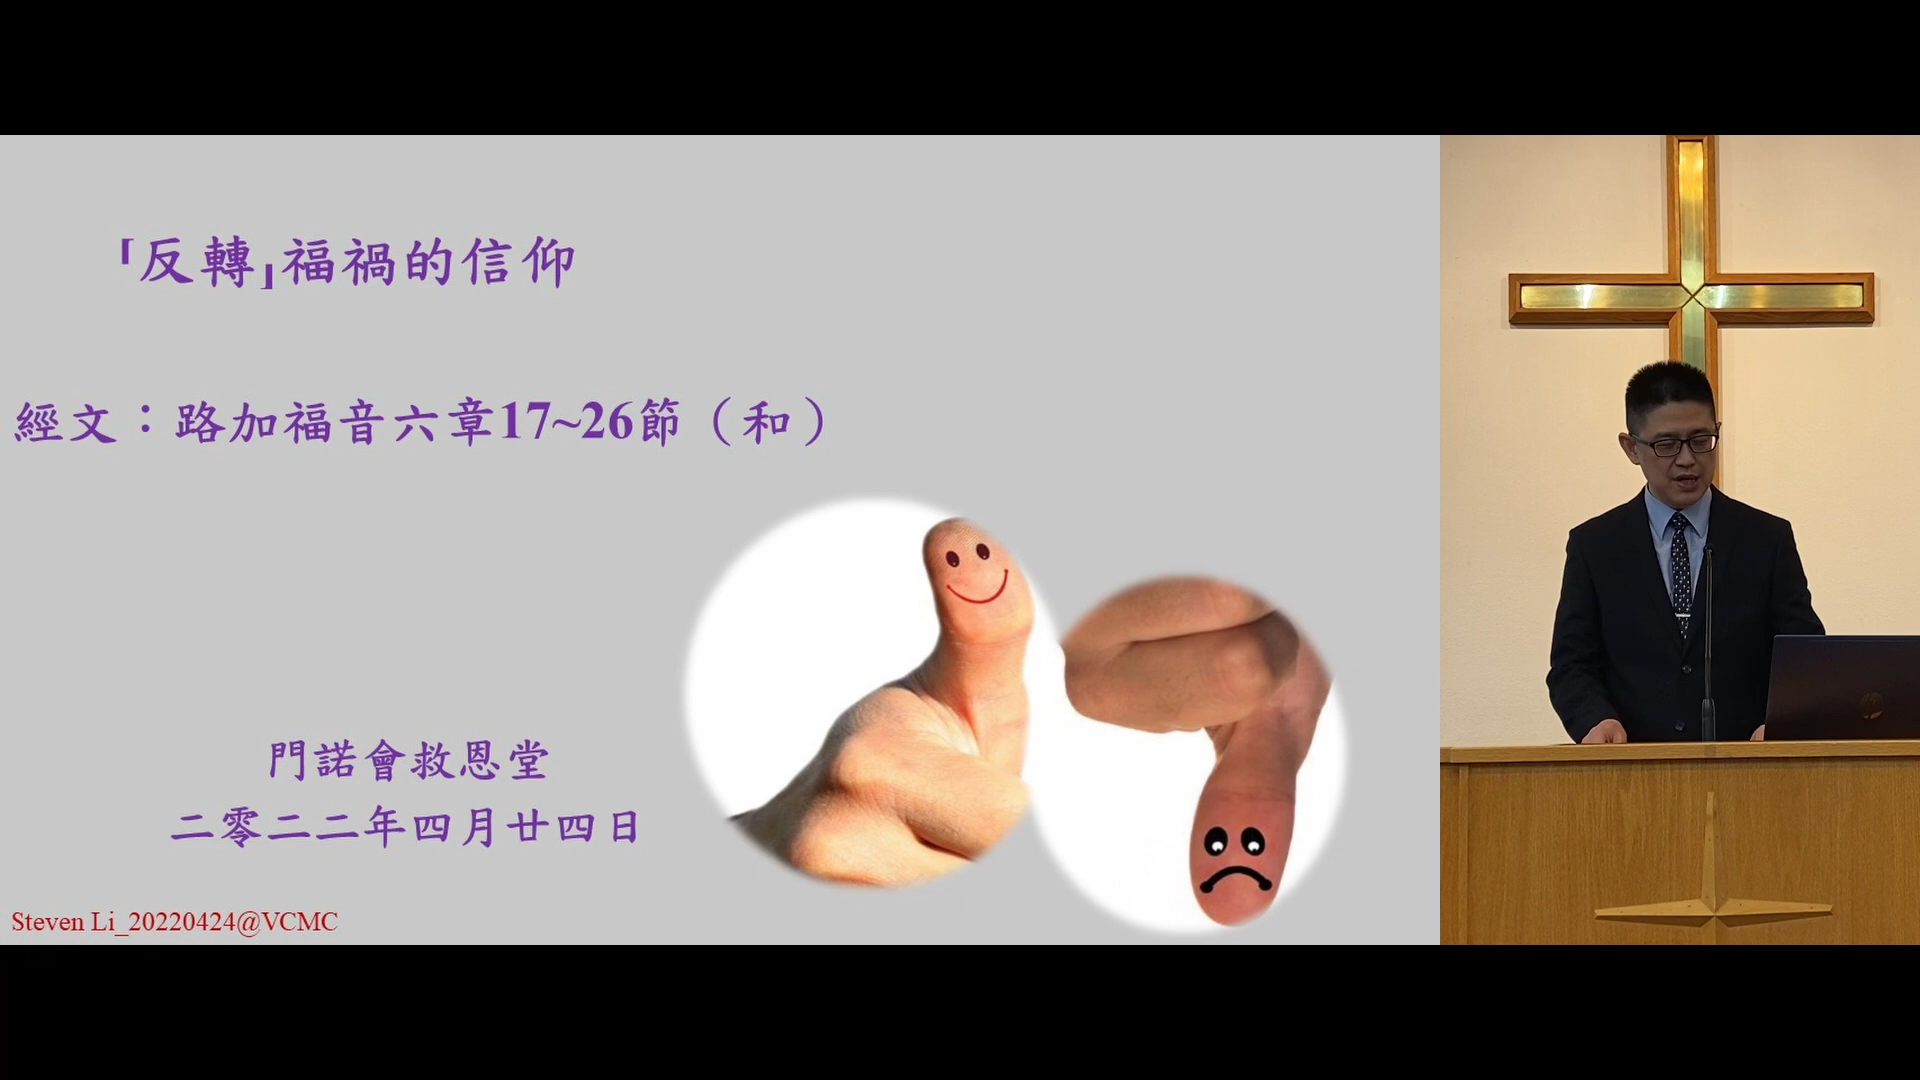 「反轉」福禍的信仰
經文：路加福音六章17~26節（和）
門諾會救恩堂
二零二二年四月廿四日
Steven Li_20220424@VCMC